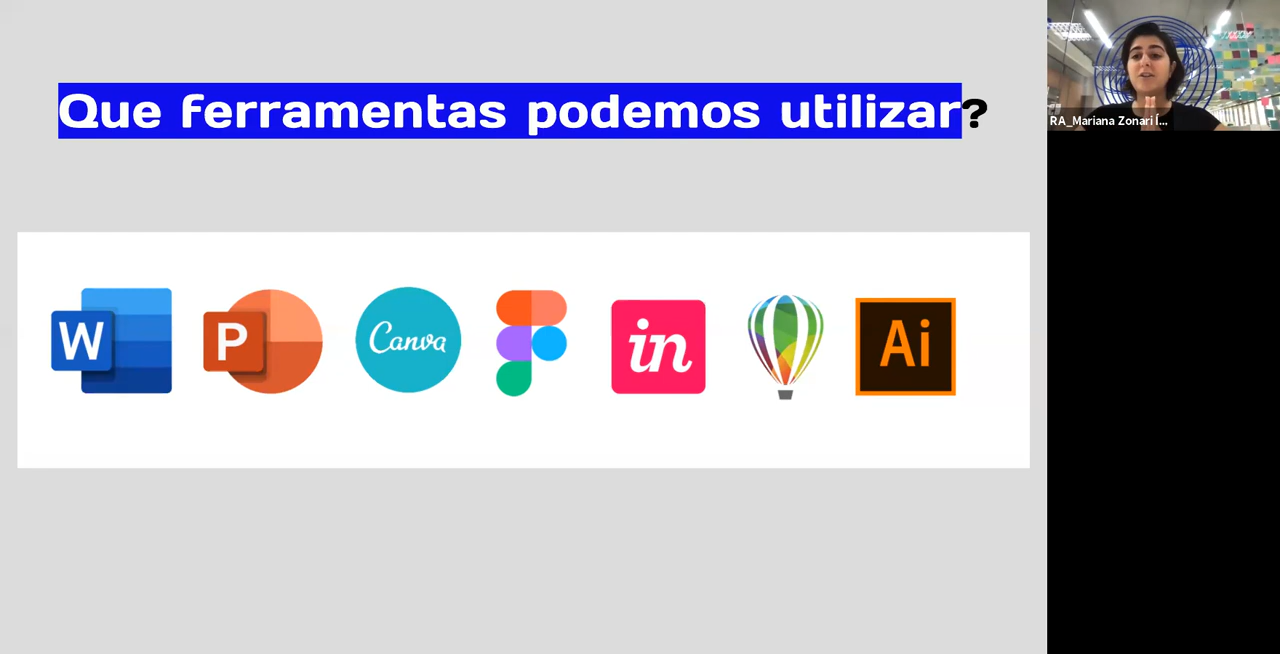 Que ferramentas podemos utilizar?
W
P
Canva
in
Ai
RA_Mariana Zonari Í...